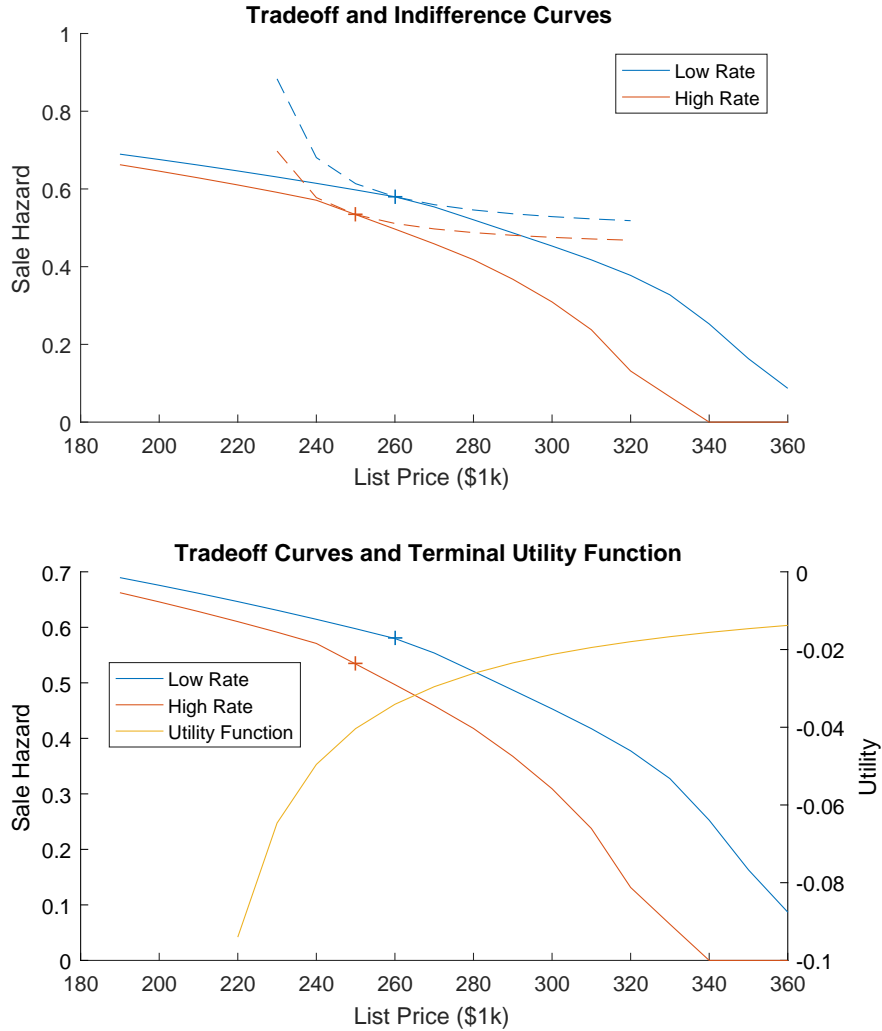 Tradeoff and Indifference Curves
1
0.8
0.6
0.4
0.2
0
Sale Hazard
Low Rate
High Rate
180 200 220 240 260 280 300 320 340 360
List Price ($1k)
Tradeoff Curves and Terminal Utility Function
0.7
0.6
0.5
0.4
0.3
0.2
0.1
0
Sale Hazard
Low Rate
High Rate
Utility Function
0
-0.02
-0.04
-0.06
-0.08
-0.1
Utility
180 200 220 240 260 280 300 320 340 360
List Price ($1k)